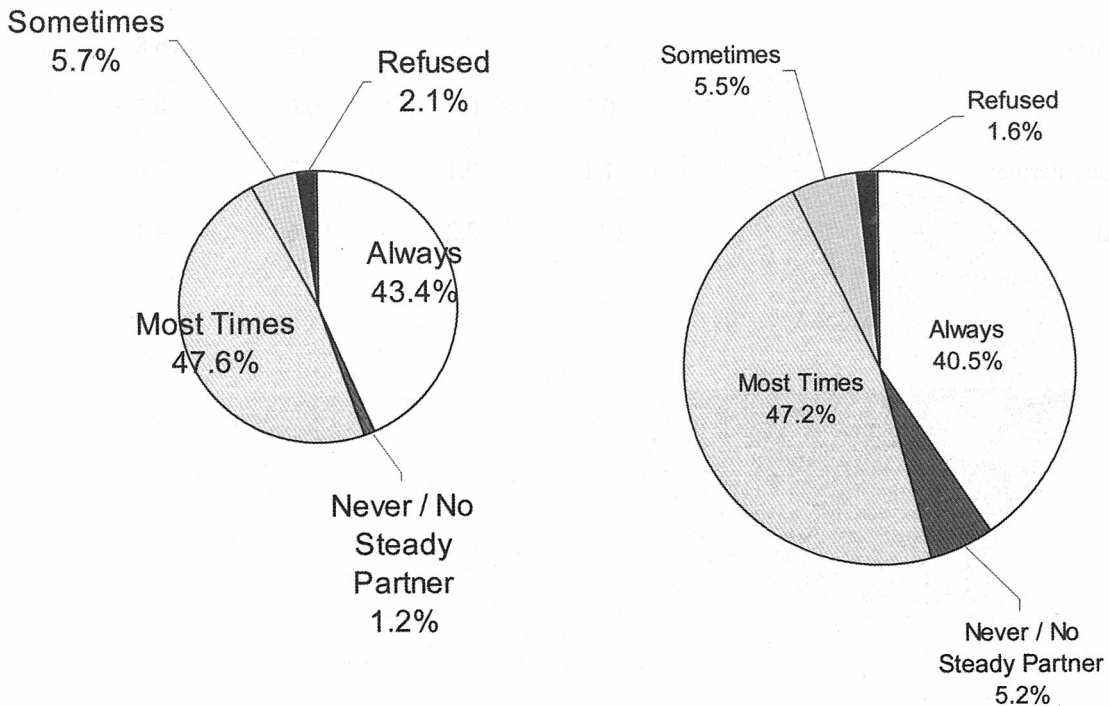 Sometimes
5.7%
Refused
2.1%
Always
43.4%
Most Times
47.6%
Never / No
Steady
Partner
1.2%
Sometimes
5.5%
Refused
1.6%
Always
40.5%
Most Times
47.2%
Never / No
Steady Partner
5.2%